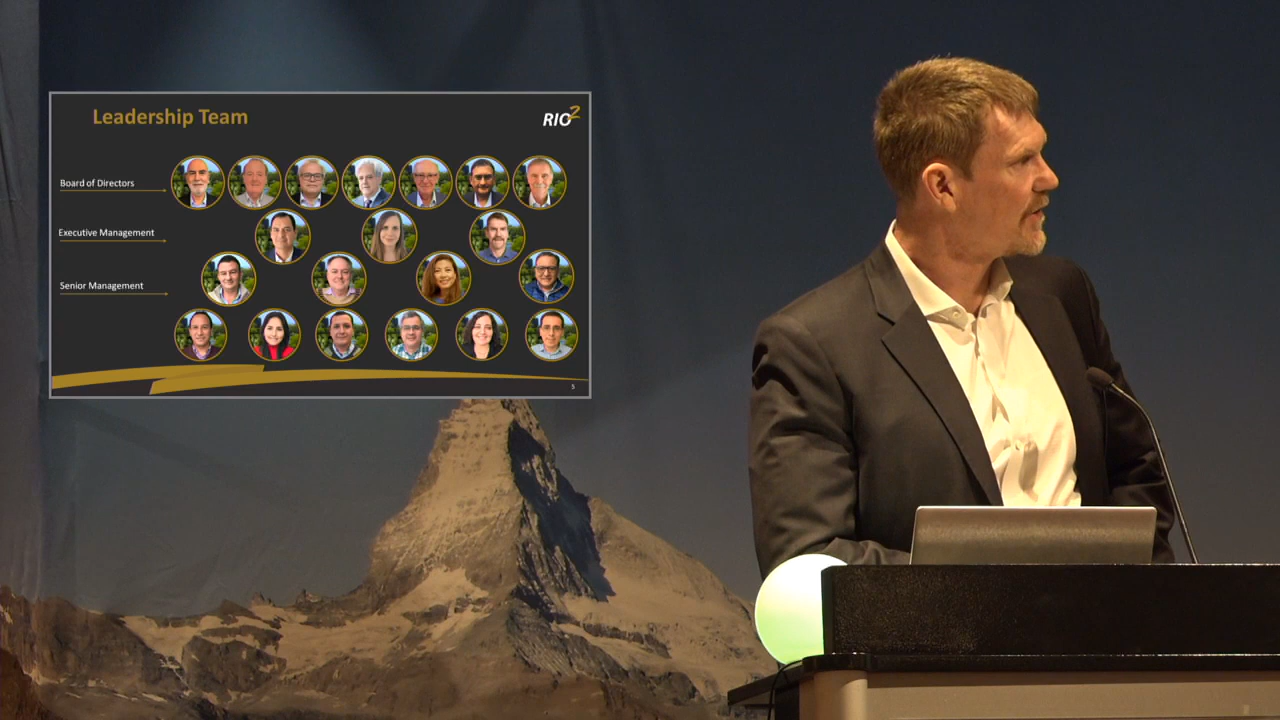 Leadership Team
RIO2
Board of Directors
Executive Management
Senior Management
5